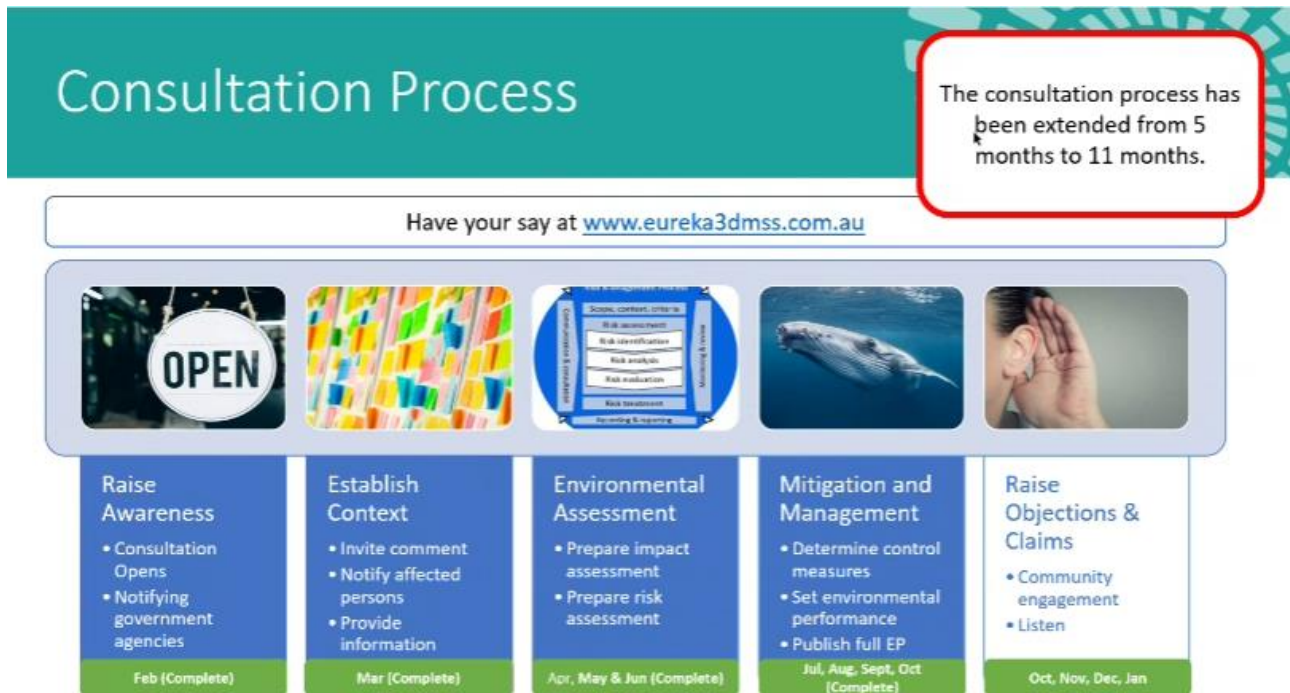 Consultation Process
The consultation process has
been extended from 5
months to 11 months.
Have your say at www.eureka3dmss.com.au
OPEN
Scope, context, criteria
Risk assessment
Risk identification
Risk analysis
Risk evaluation
Risk treatment
Recording & reporting
Communication & consultation
Monitoring & review
Raise
Awareness
• Consultation
Opens
• Notifying
government
agencies
Feb (Complete)
Establish
Context
• Invite comment
• Notify affected
persons
• Provide
information
Mar (Complete)
Environmental
Assessment
• Prepare impact
assessment
• Prepare risk
assessment
Apr, May & Jun (Complete)
Mitigation and
Management
• Determine control
measures
• Set environmental
performance
• Publish full EP
Jul, Aug, Sept, Oct
(Complete)
Raise
Objections &
Claims
• Community
engagement
• Listen
Oct, Nov, Dec, Jan